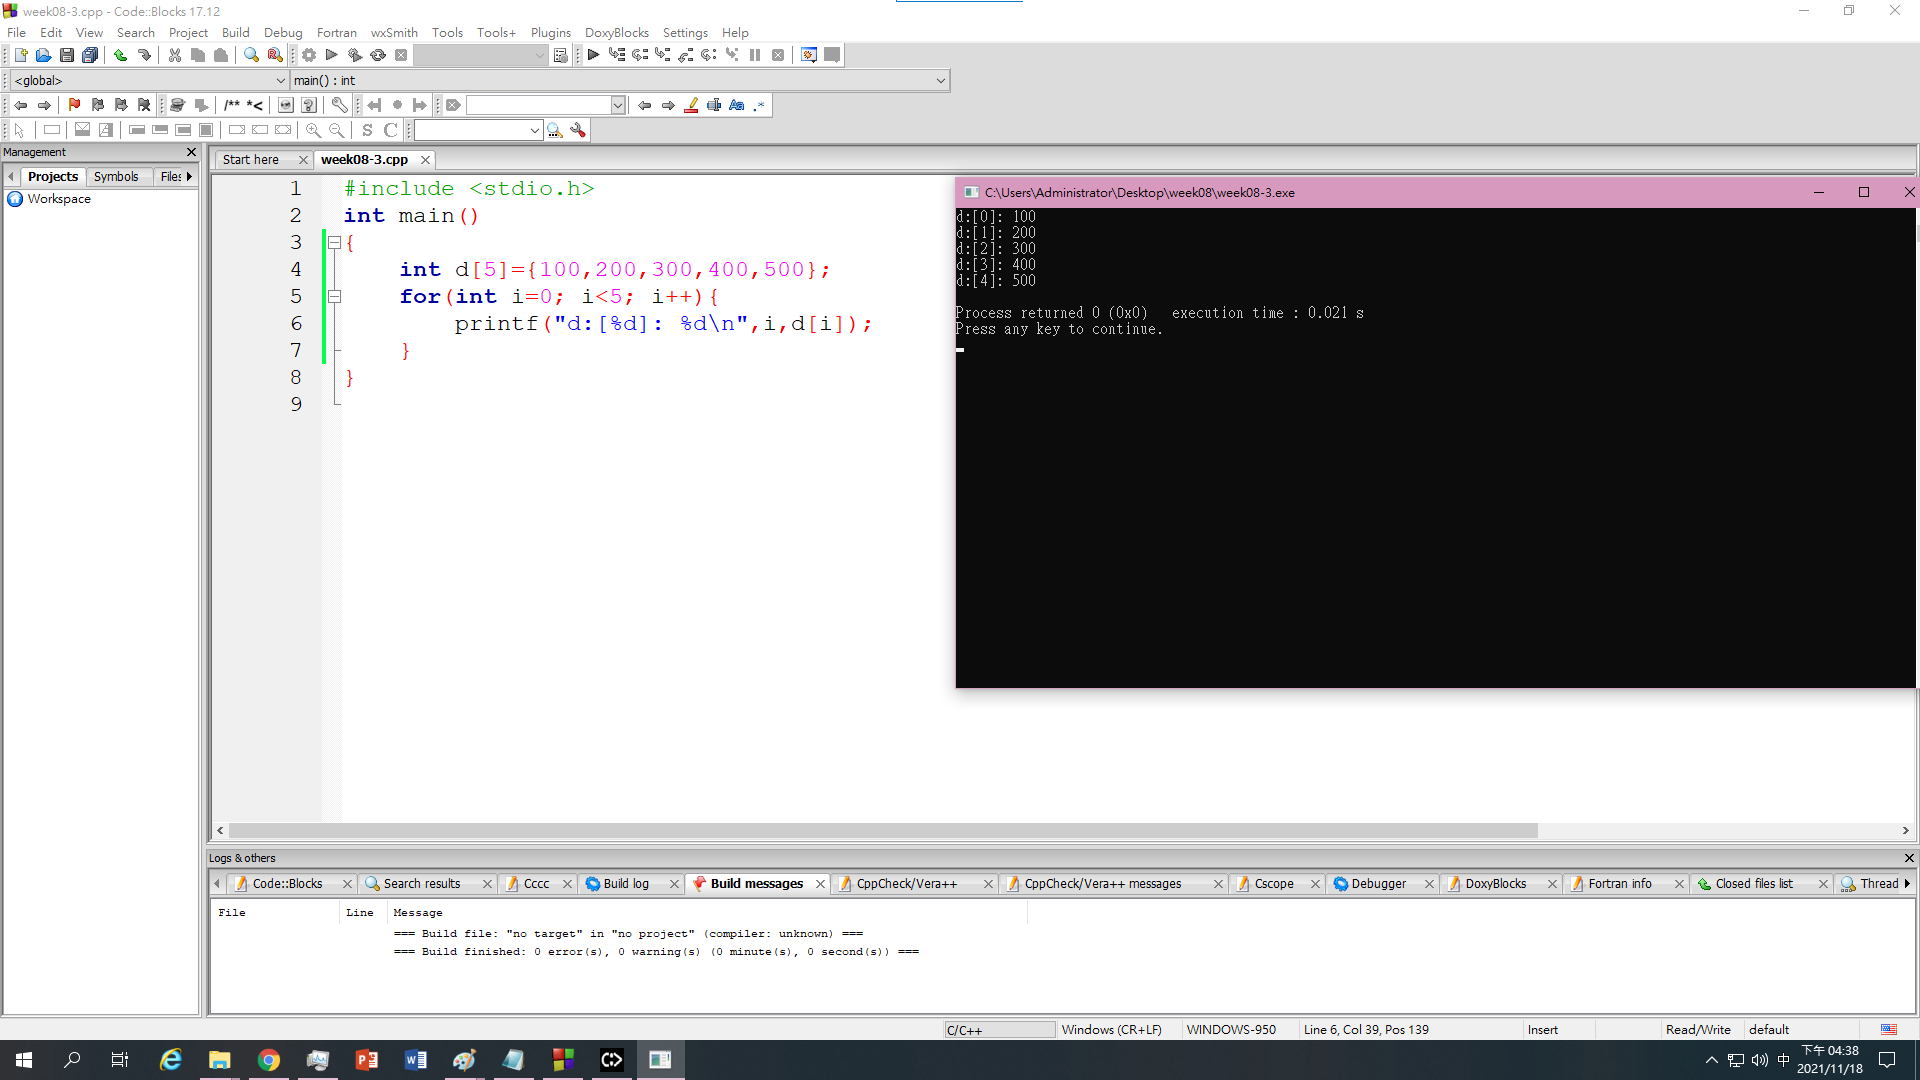 week08-3.cpp - Code::Blocks 17.12
File Edit View Search Project Build Debug Fortran wxSmith Tools Tools+ Plugins DoxyBlocks Settings Help
<global> main() : int
/** *<
S C
Management
Projects Symbols Files
Workspace
Start here week08-3.cpp
1 #include <stdio.h>
2 int main()
3 {
4 int d[5]={100,200,300,400,500};
5 for(int i=0; i<5; i++){
6 printf("d:[%d]: %d\n",i,d[i]);
7 }
8 }
9
C:\Users\Administrator\Desktop\week08\week08-3.exe
d:[0]: 100
d:[1]: 200
d:[2]: 300
d:[3]: 400
d:[4]: 500
Process returned 0 (0x0) execution time : 0.021 s
Press any key to continue.
Logs & others
Code::Blocks Search results Cccc Build log Build messages CppCheck/Vera++ CppCheck/Vera++ messages Cscope Debugger DoxyBlocks Fortran info Closed files list Thread
File Line Message
=== Build file: "no target" in "no project" (compiler: unknown) ===
=== Build finished: 0 error(s), 0 warning(s) (0 minute(s), 0 second(s)) ===
C/C++ Windows (CR+LF) WINDOWS-950 Line 6, Col 39, Pos 139 Insert Read/Write default
中
下午 04:38
2021/11/18